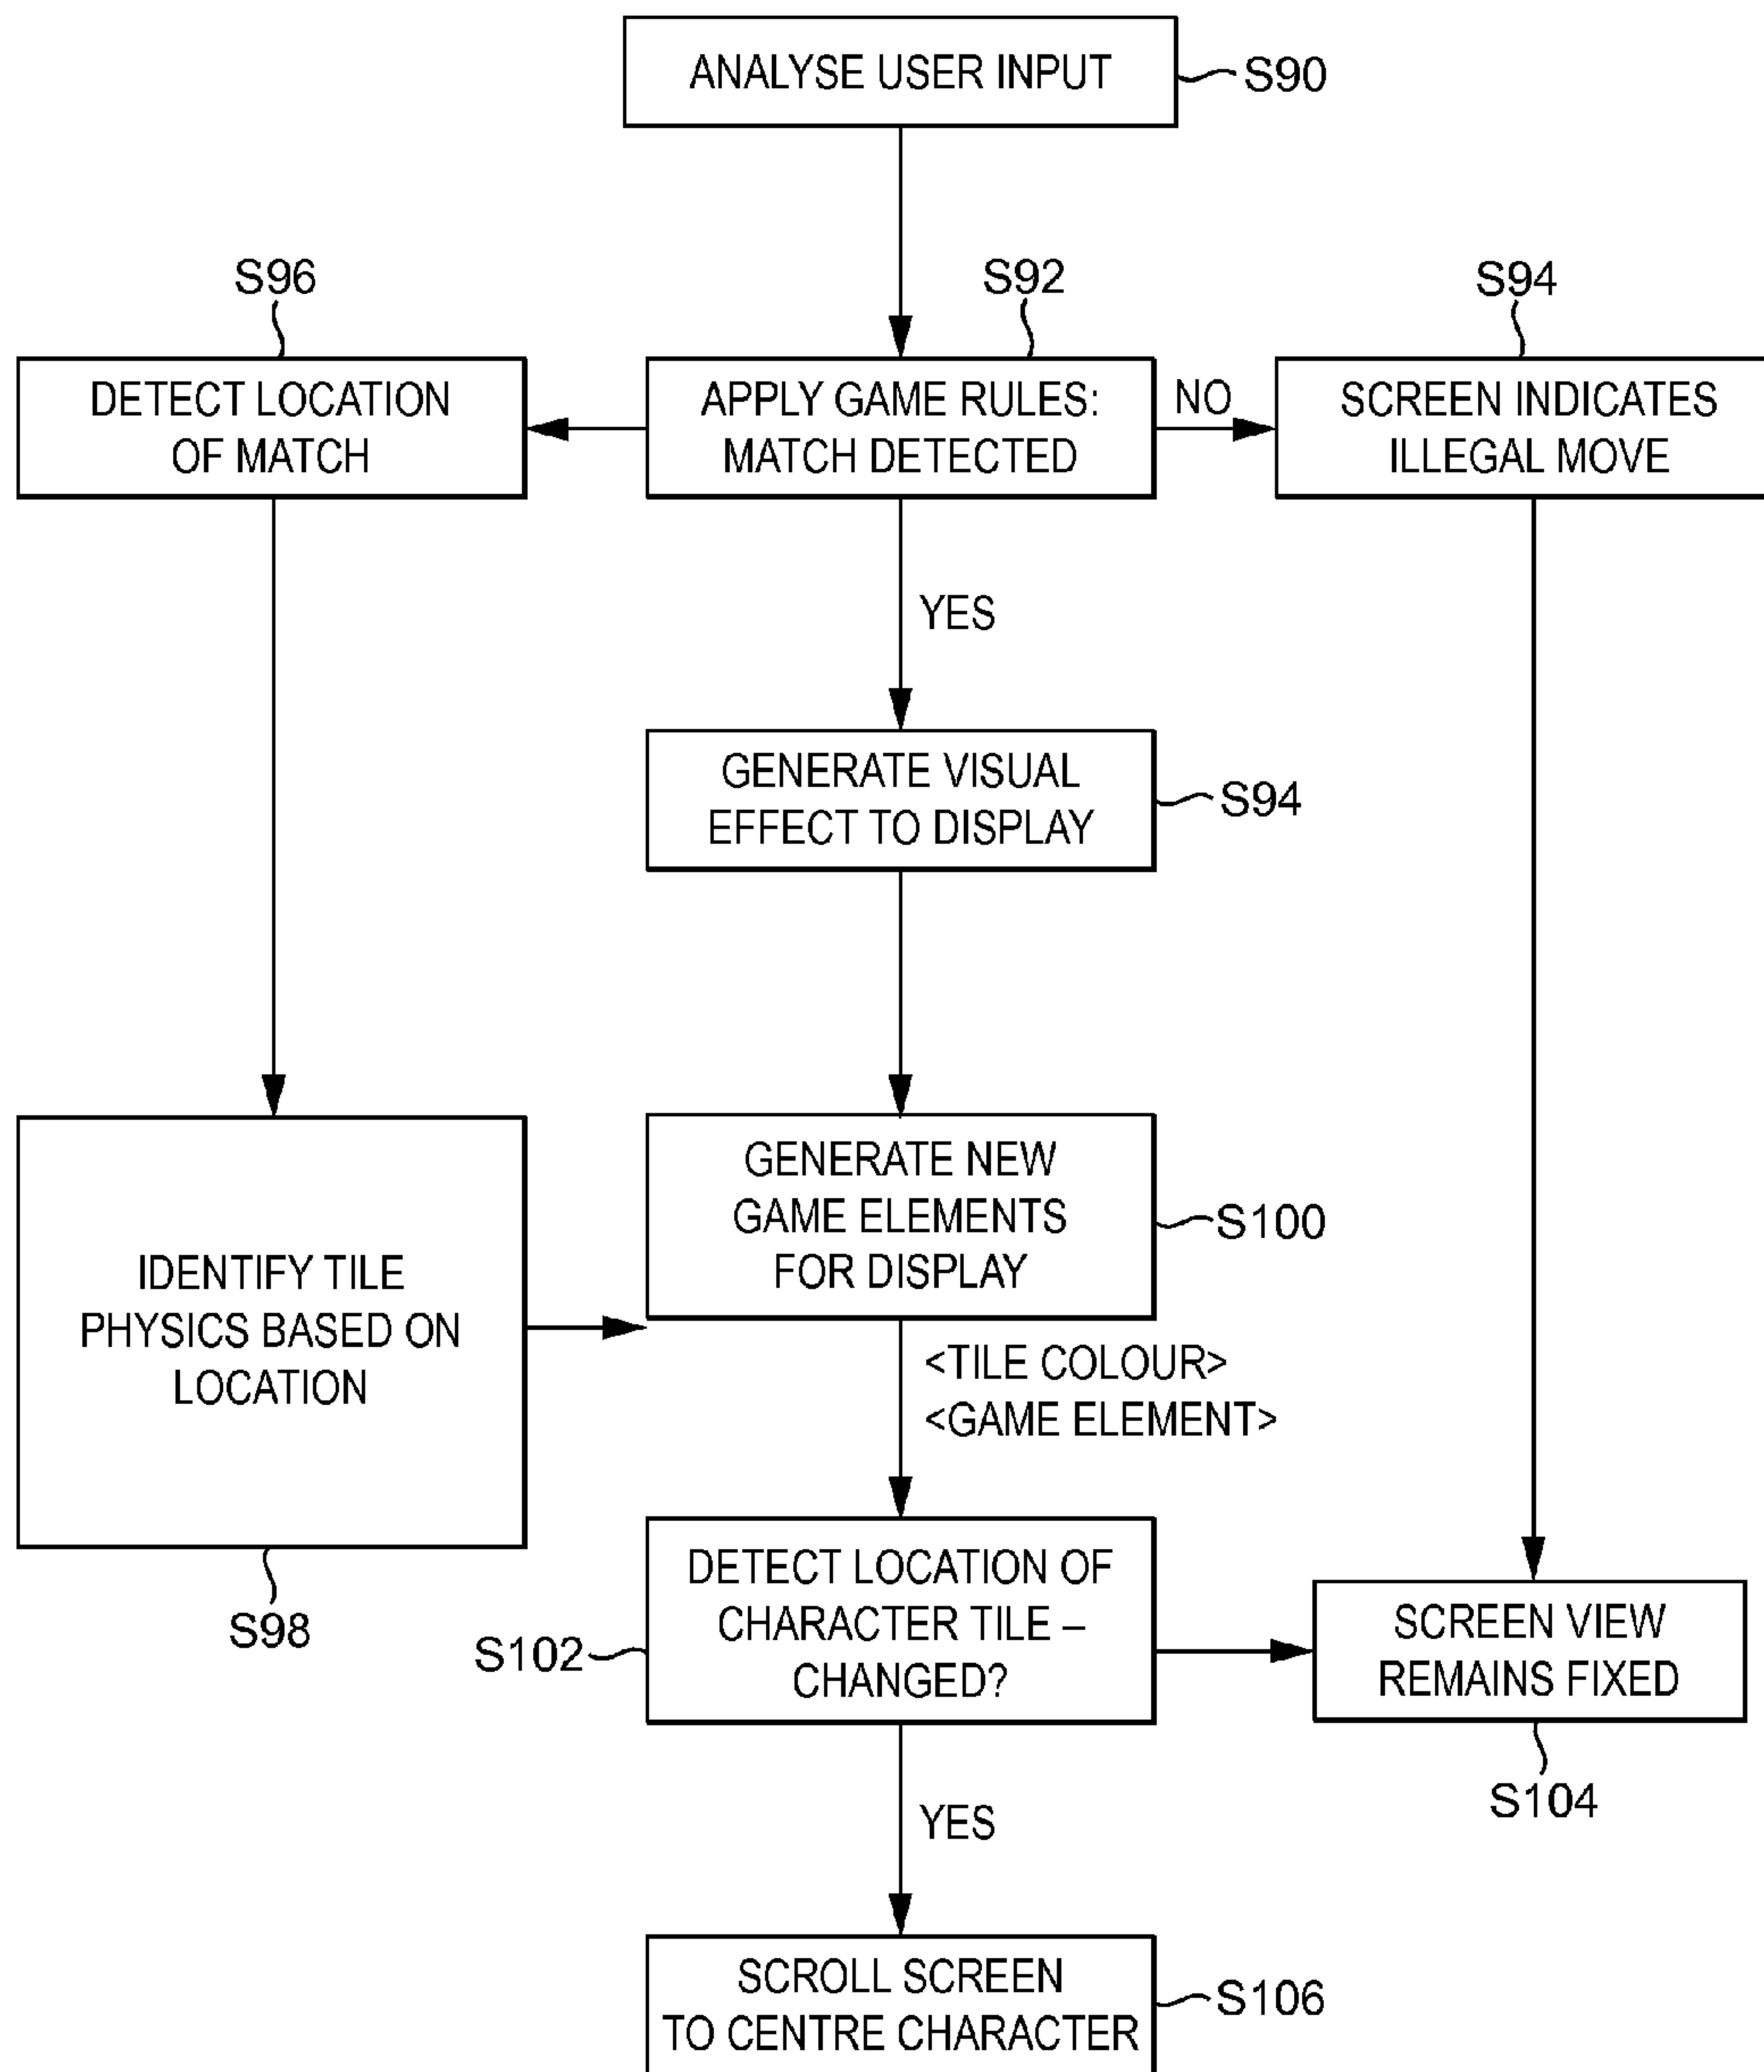 ANALYSE USER INPUT
S90
S96
S92
S94
DETECT LOCATION
OF MATCH
APPLY GAME RULES:
MATCH DETECTED
NO
SCREEN INDICATES
ILLEGAL MOVE
YES
GENERATE VISUAL
EFFECT TO DISPLAY
S94
IDENTIFY TILE
PHYSICS BASED ON
LOCATION
S98
GENERATE NEW
GAME ELEMENTS
FOR DISPLAY
S100
<TILE COLOUR>
<GAME ELEMENT>
DETECT LOCATION OF
CHARACTER TILE –
CHANGED?
S102
SCREEN VIEW
REMAINS FIXED
S104
YES
SCROLL SCREEN
TO CENTRE CHARACTER
S106